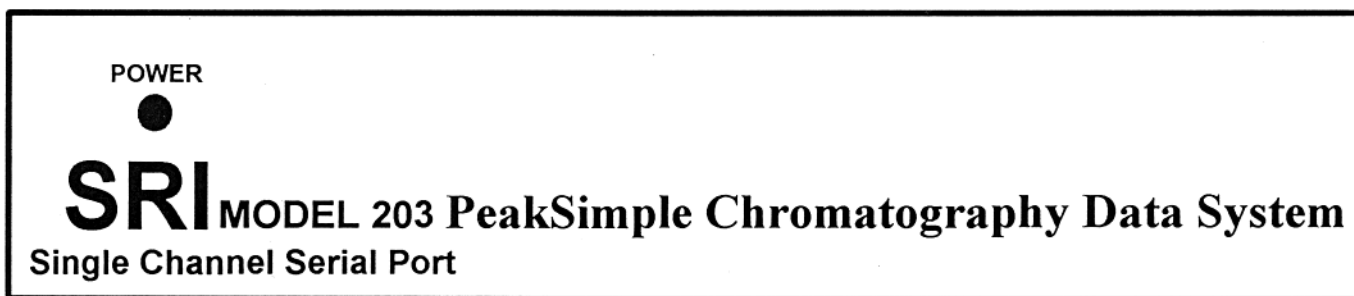 POWER
SRI MODEL 203 PeakSimple Chromatography Data System
Single Channel Serial Port